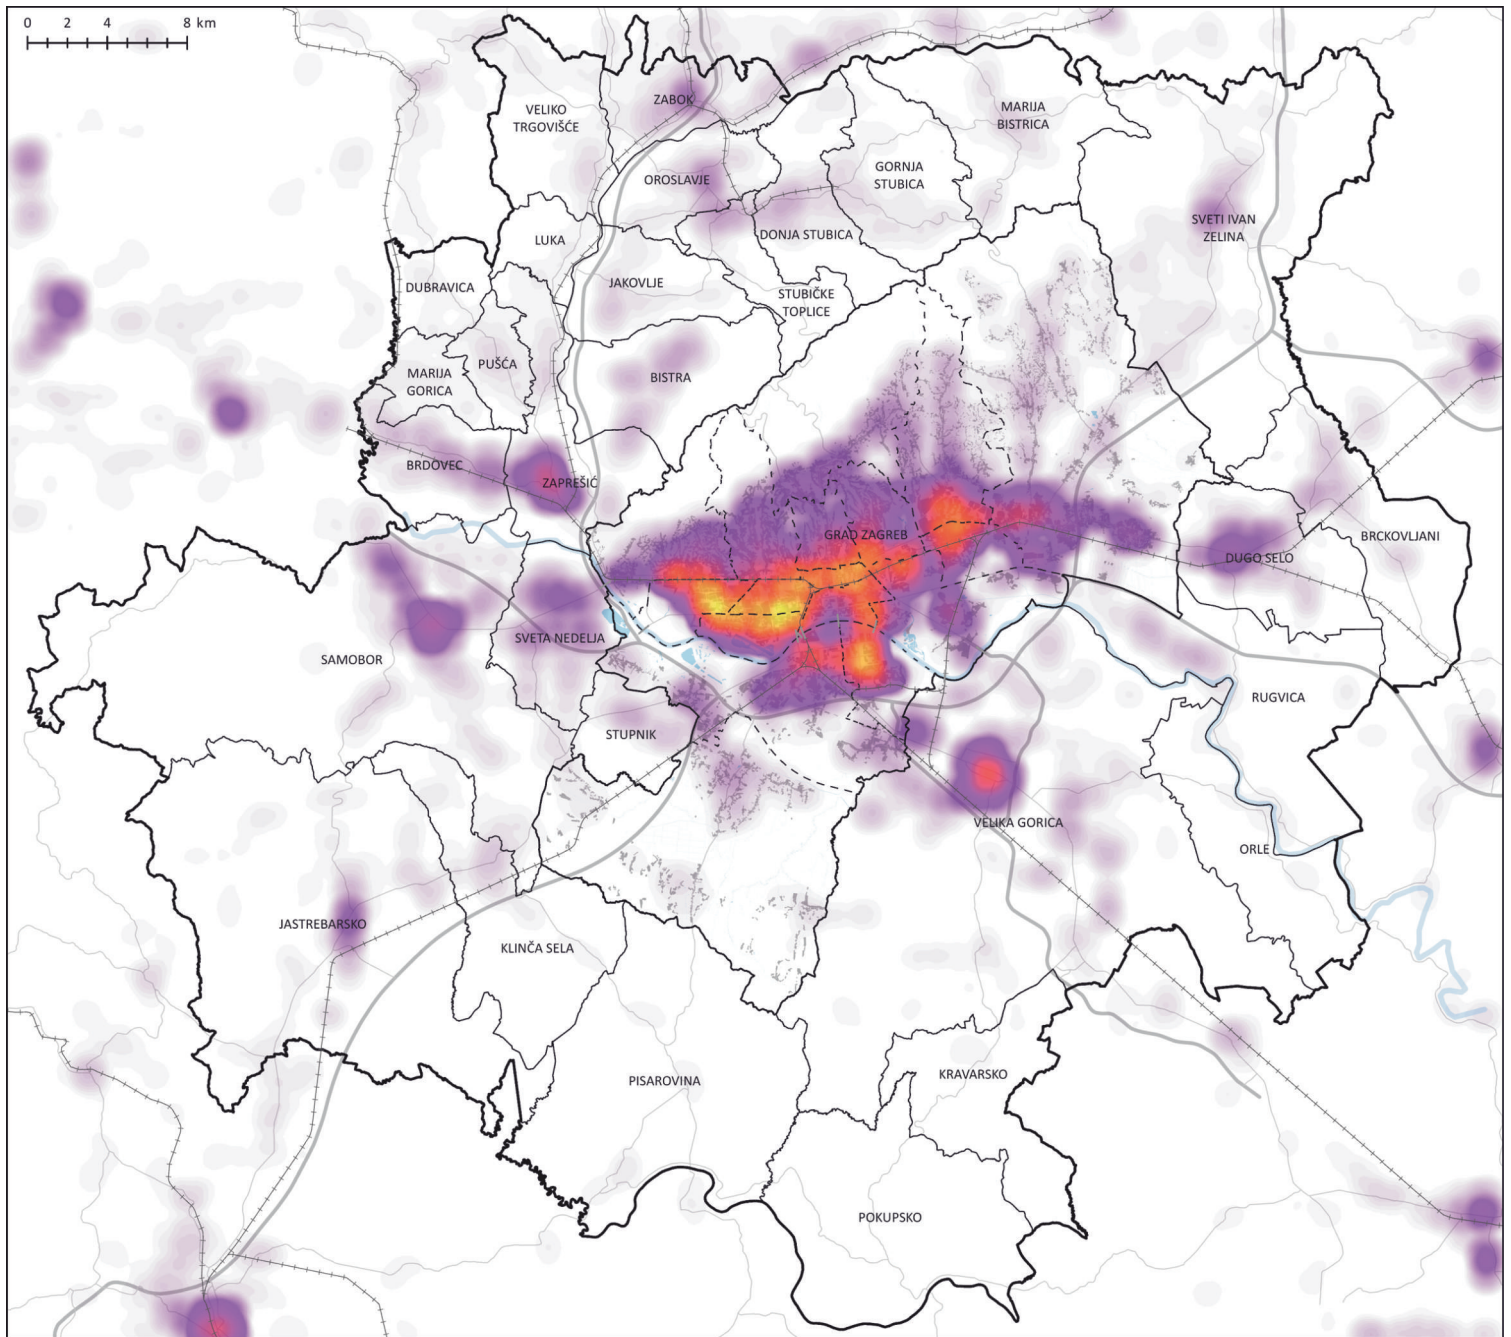 0 2 4 8 km
ZABOK
VELIKO
TRGOVIŠĆE
MARIJA
BISTRICA
GORNJA
STUBICA
OROSLAVJE
SVETI IVAN
ZELINA
DONJA STUBICA
LUKA
JAKOVLJE
DUBRAVICA
STUBIČKE
TOPLICE
PUŠĆA
MARIJA
GORICA
BISTRA
BRDOVEC
ZAPREŠIĆ
GRAD ZAGREB
BRCKOVLJANI
DUGO SELO
SVETA NEDELJA
SAMOBOR
RUGVICA
STUPNIK
VELIKA GORICA
ORLE
JASTREBARSKO
KLINČA SELA
PISAROVINA
KRAVARSKO
POKUPSKO